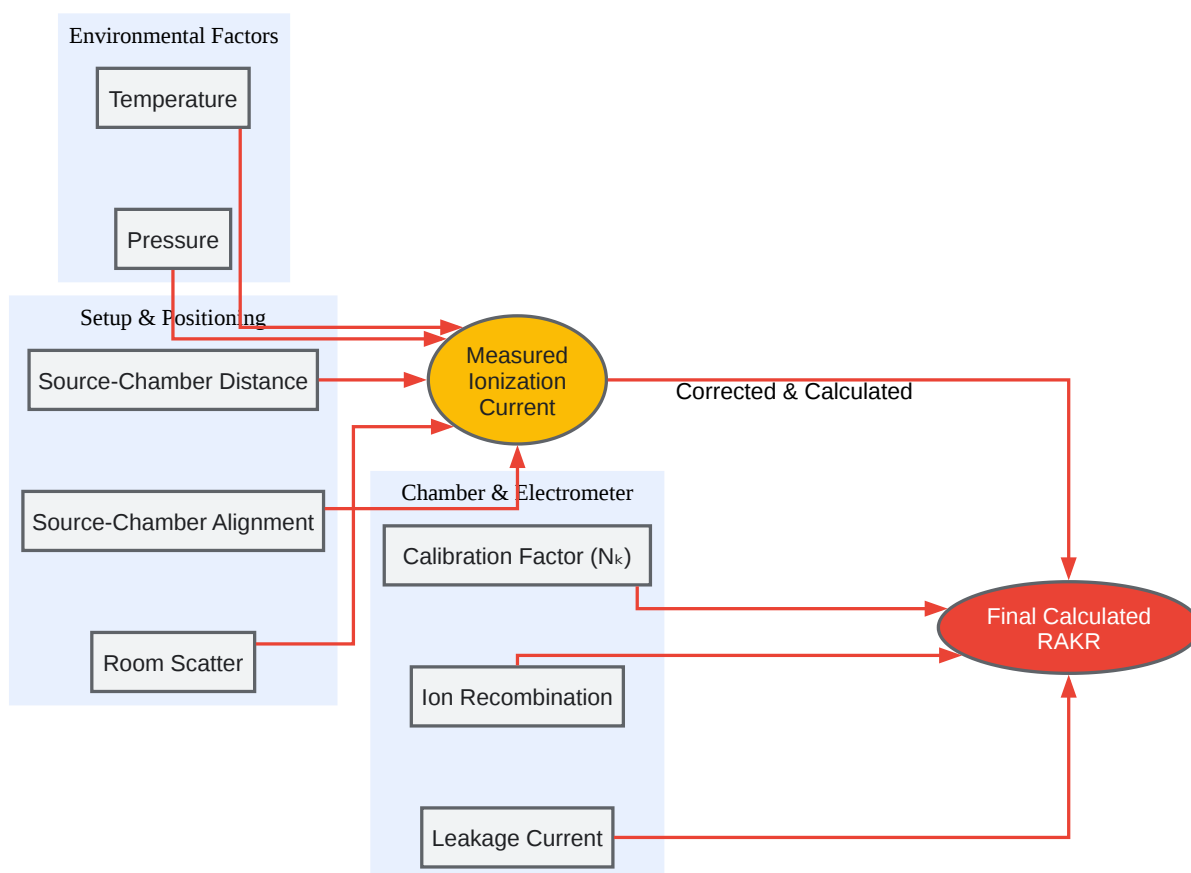 Environmental Factors
Temperature
Pressure
Setup & Positioning
Source-Chamber Distance
Source-Chamber Alignment
Room Scatter
Measured
Ionization
Current
Corrected & Calculated
Chamber & Electrometer
Calibration Factor (Nₖ)
Ion Recombination
Leakage Current
Final Calculated
RAKR